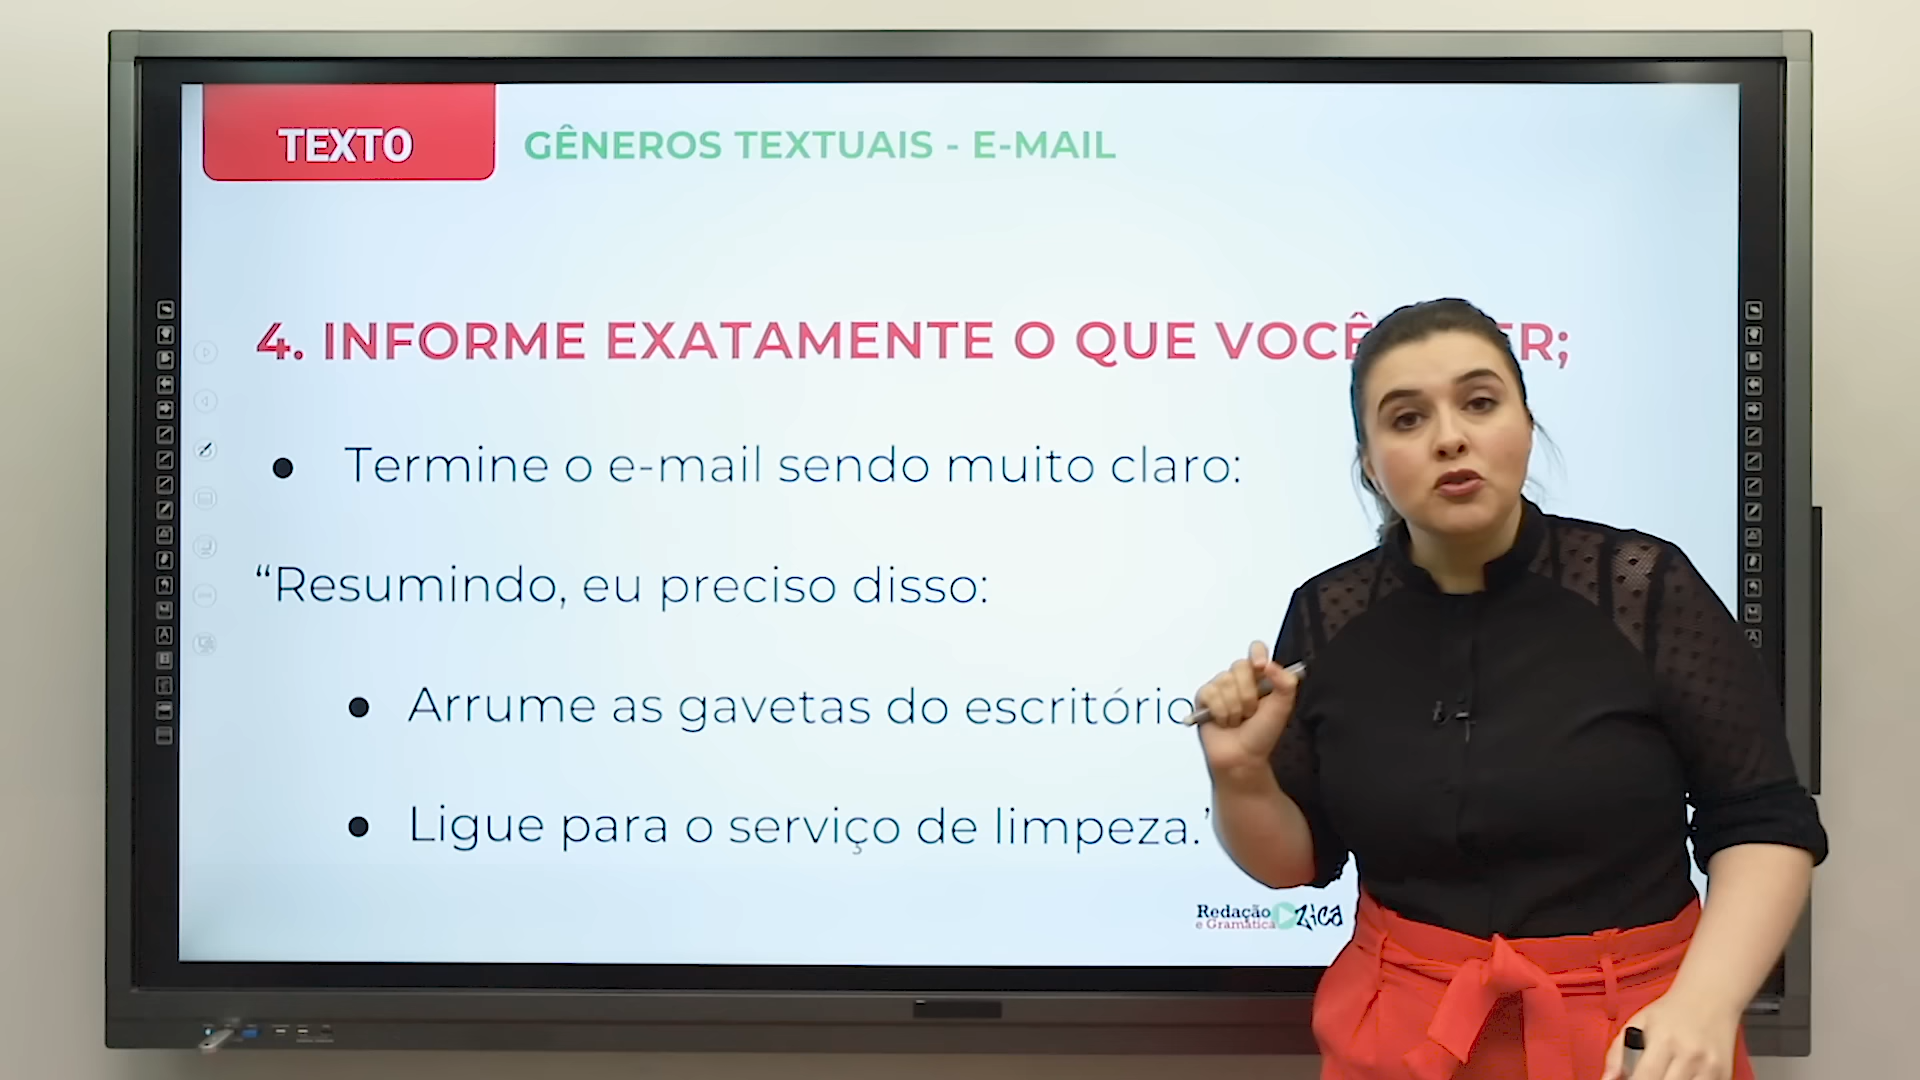 TEXTO
GÊNEROS TEXTUAIS - E-MAIL
4. INFORME EXATAMENTE O QUE VOCÊ ER;
● Termine o e-mail sendo muito claro:
“Resumindo, eu preciso disso:
● Arrume as gavetas do escritório
● Ligue para o serviço de limpeza.”
Redação Zica
e Gramática